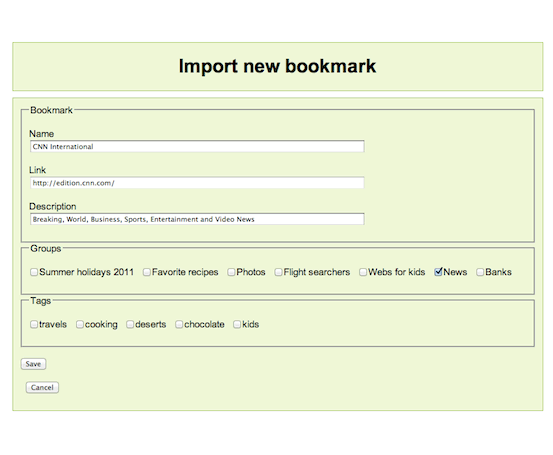 Import new bookmark
Bookmark
Name
CNN International
Link
http://edition.cnn.com/
Description
Breaking, World, Business, Sports, Entertainment and Video News
Groups
Summer holidays 2011 Favorite recipes Photos Flight searchers Webs for kids News Banks
Tags
travels cooking deserts chocolate kids
Save
Cancel